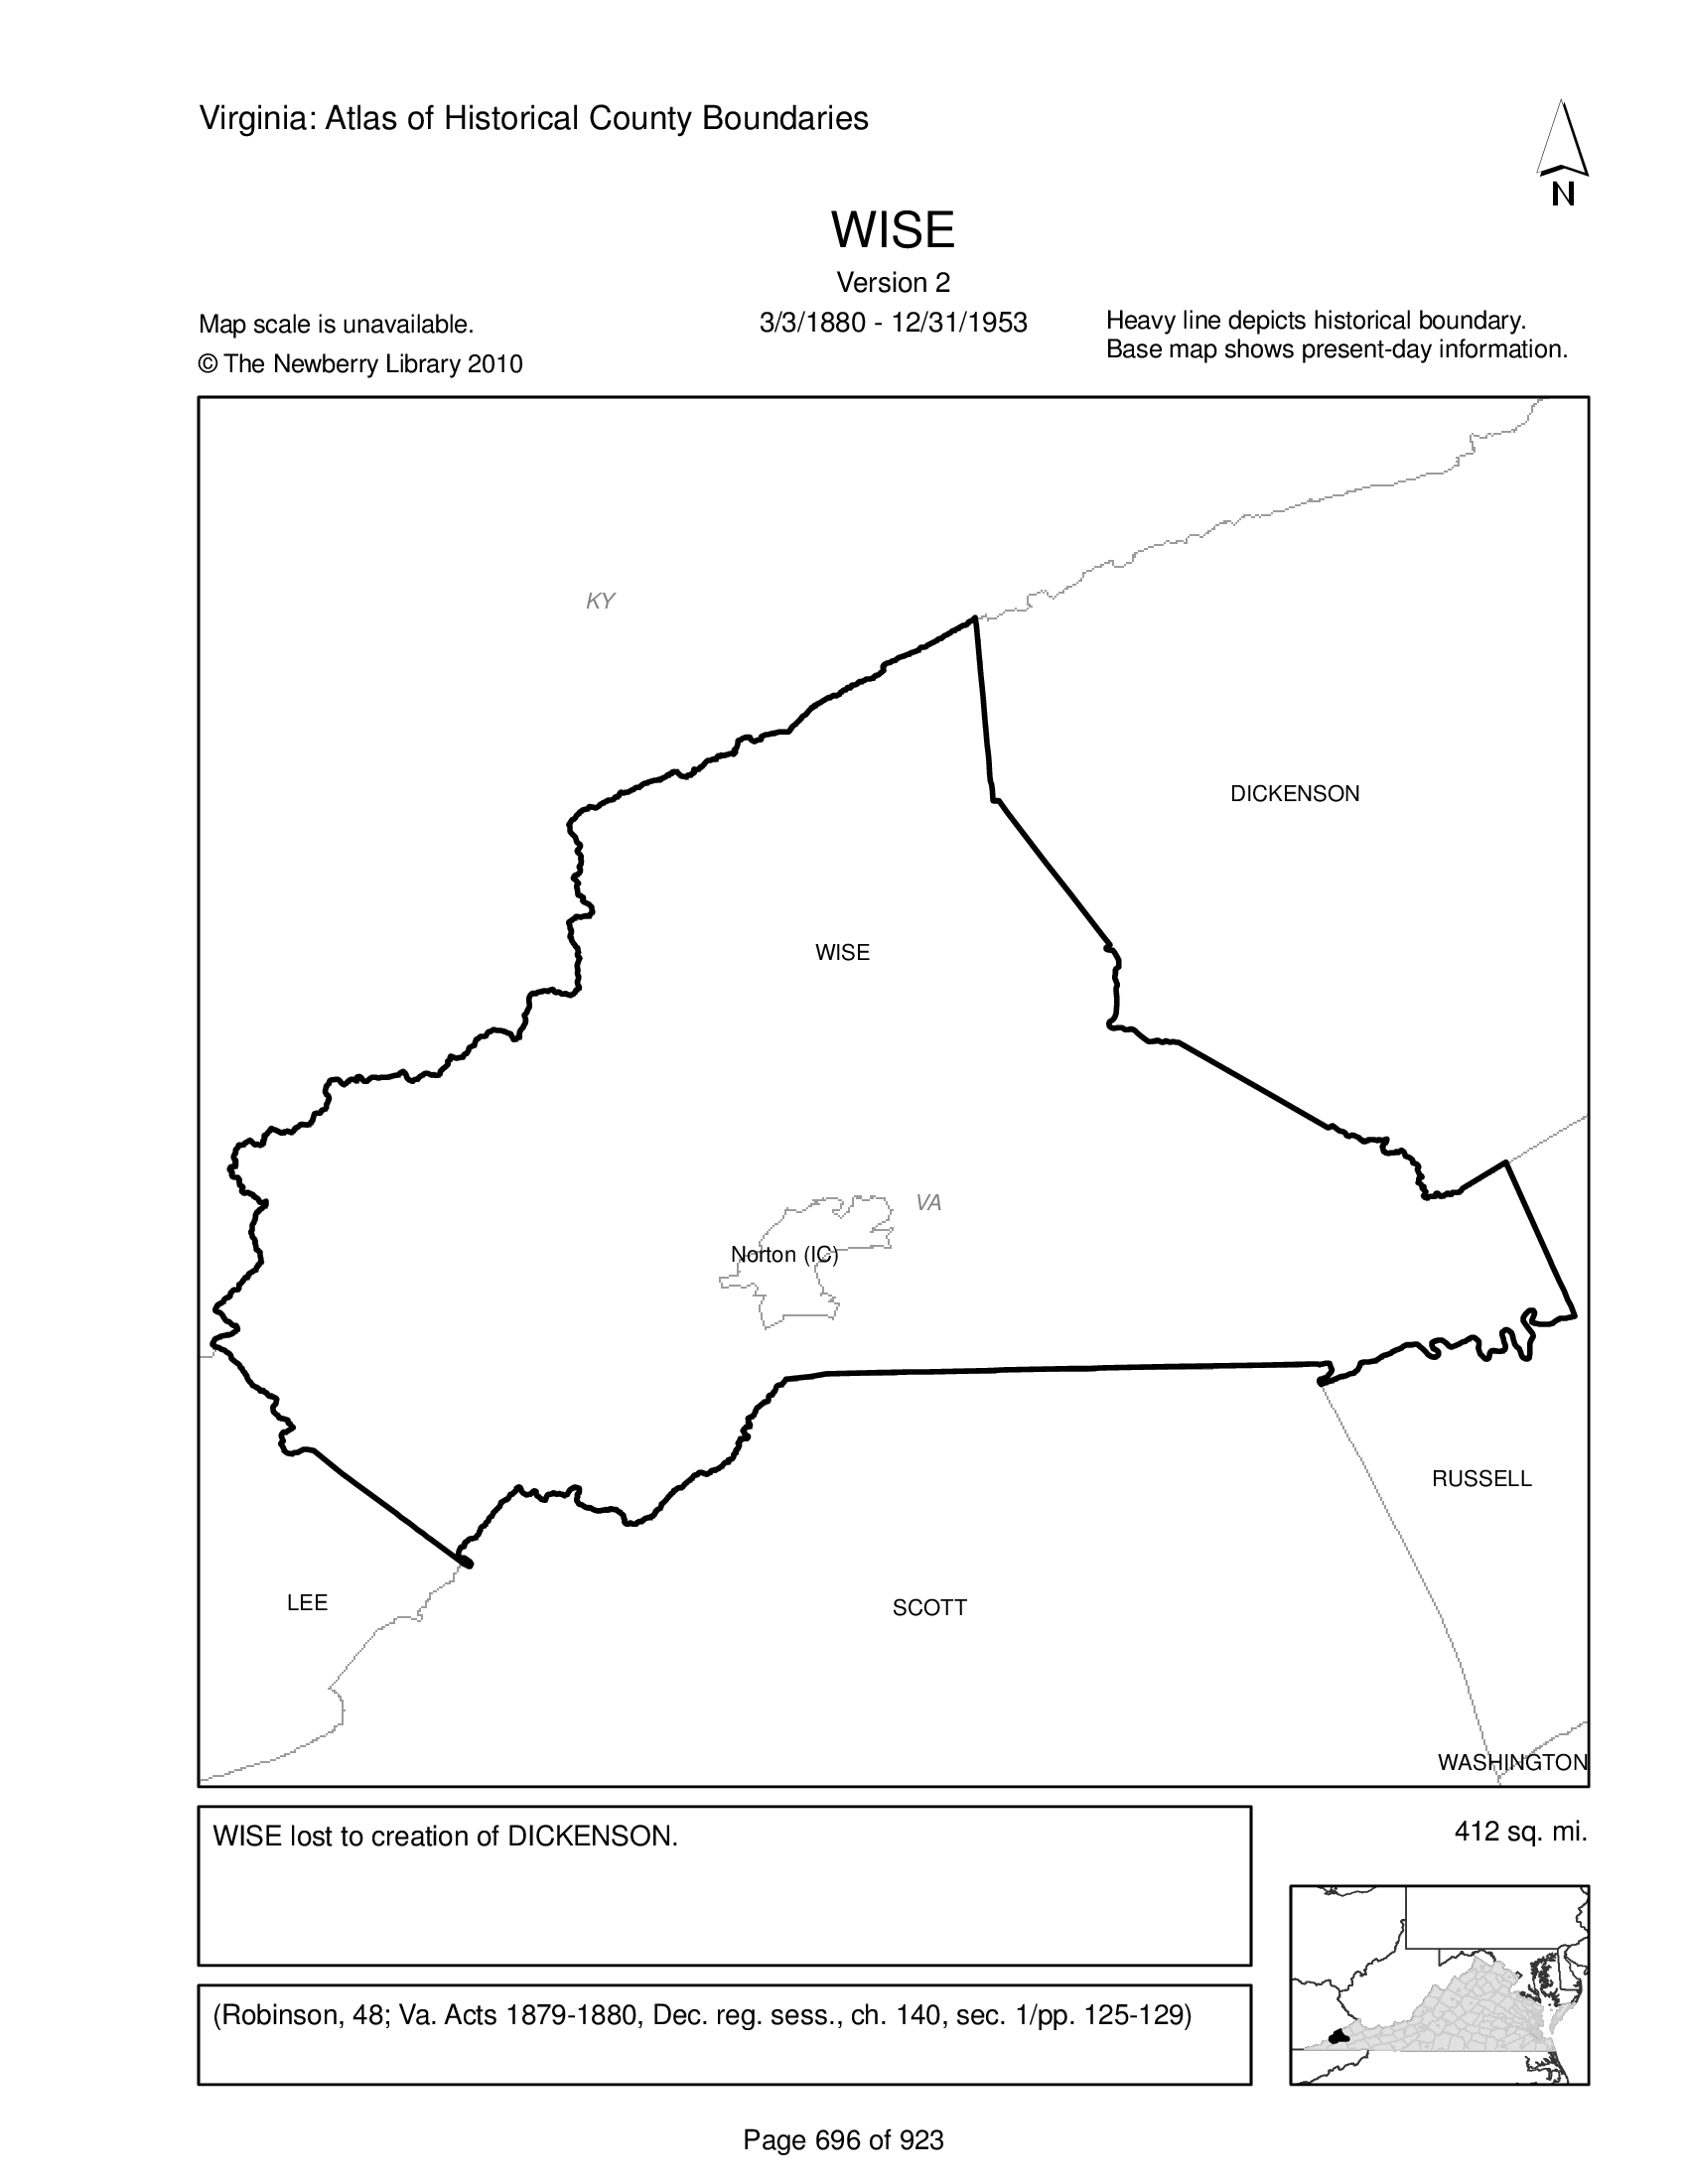 Virginia: Atlas of Historical County Boundaries
N
WISE
Version 2
3/3/1880 - 12/31/1953
Map scale is unavailable.
© The Newberry Library 2010
Heavy line depicts historical boundary.
Base map shows present-day information.
KY
DICKENSON
WISE
VA
Norton (IC)
RUSSELL
LEE
SCOTT
WASHINGTON
WISE lost to creation of DICKENSON.
412 sq. mi.
(Robinson, 48; Va. Acts 1879-1880, Dec. reg. sess., ch. 140, sec. 1/pp. 125-129)
Page 696 of 923